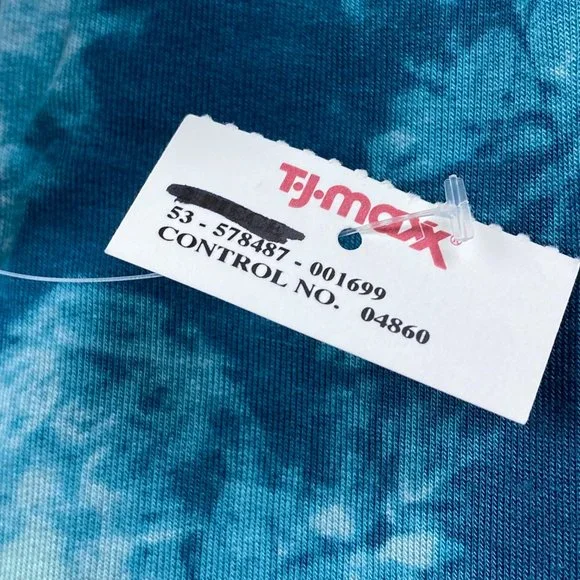 T·J·maxx®
53 - 578487 - 001699
CONTROL NO. 04860